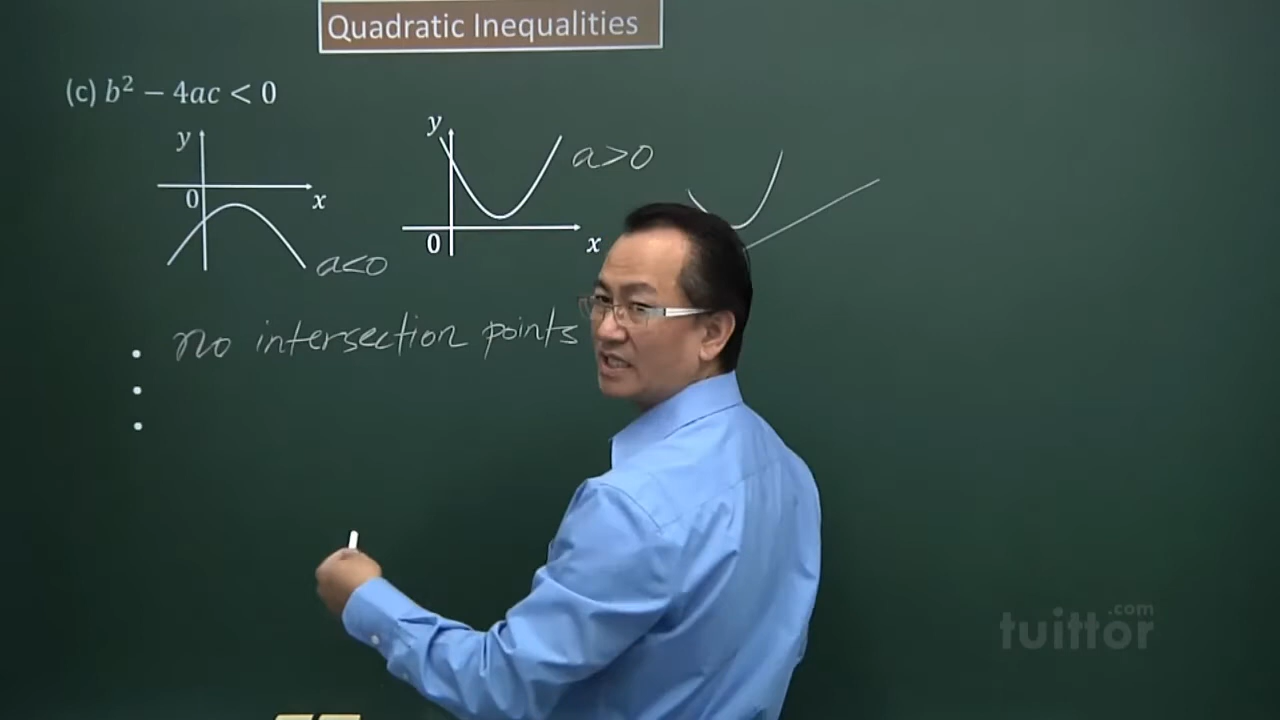 Quadratic Inequalities
(c) b² − 4ac < 0
y
0
x
a<0
y
0
x
a>0
no intersection points
tuittor.com